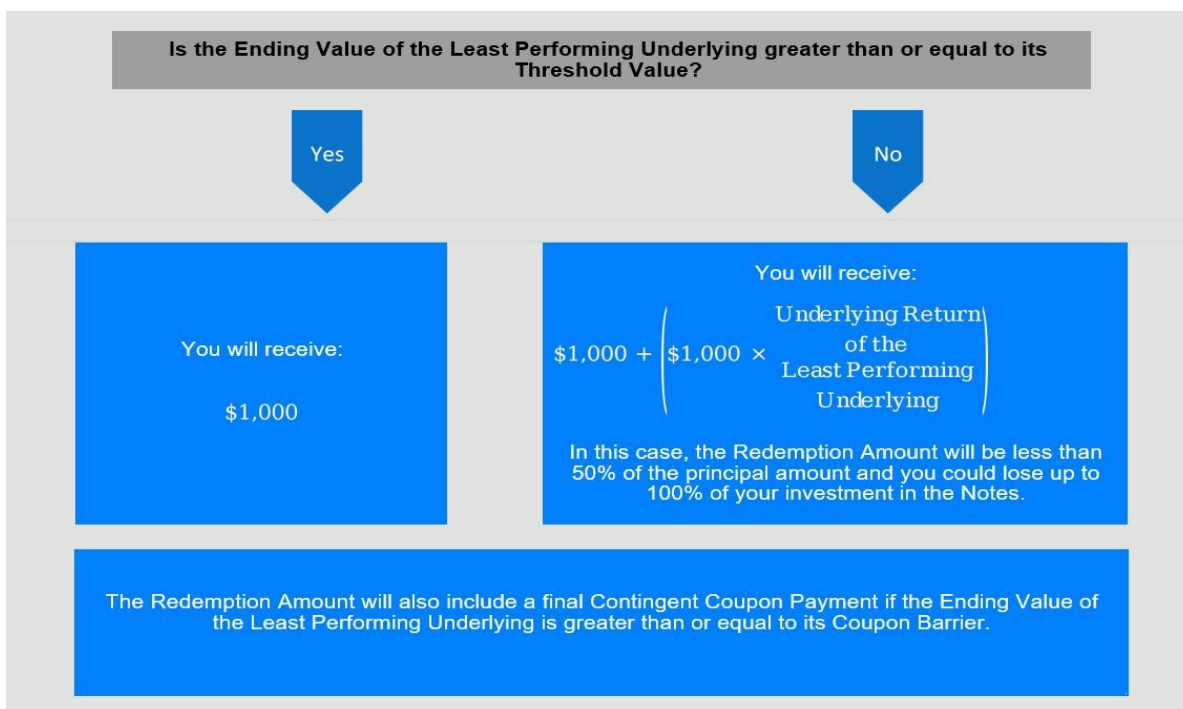 Is the Ending Value of the Least Performing Underlying greater than or equal to its
Threshold Value?
Yes
No
You will receive:
$1,000
You will receive:
$1,000 + ($1,000 × Underlying Return
of the
Least Performing
Underlying)
In this case, the Redemption Amount will be less than
50% of the principal amount and you could lose up to
100% of your investment in the Notes.
The Redemption Amount will also include a final Contingent Coupon Payment if the Ending Value of
the Least Performing Underlying is greater than or equal to its Coupon Barrier.